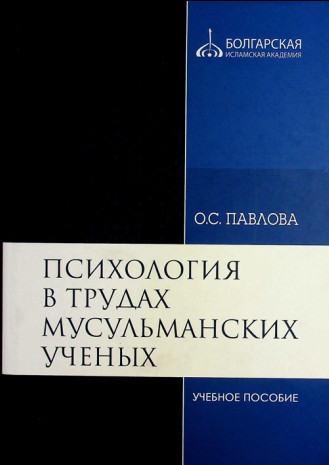 БОЛГАРСКАЯ
ИСЛАМСКАЯ АКАДЕМИЯ
О.С. ПАВЛОВА
ПСИХОЛОГИЯ
В ТРУДАХ
МУСУЛЬМАНСКИХ
УЧЕНЫХ
УЧЕБНОЕ ПОСОБИЕ